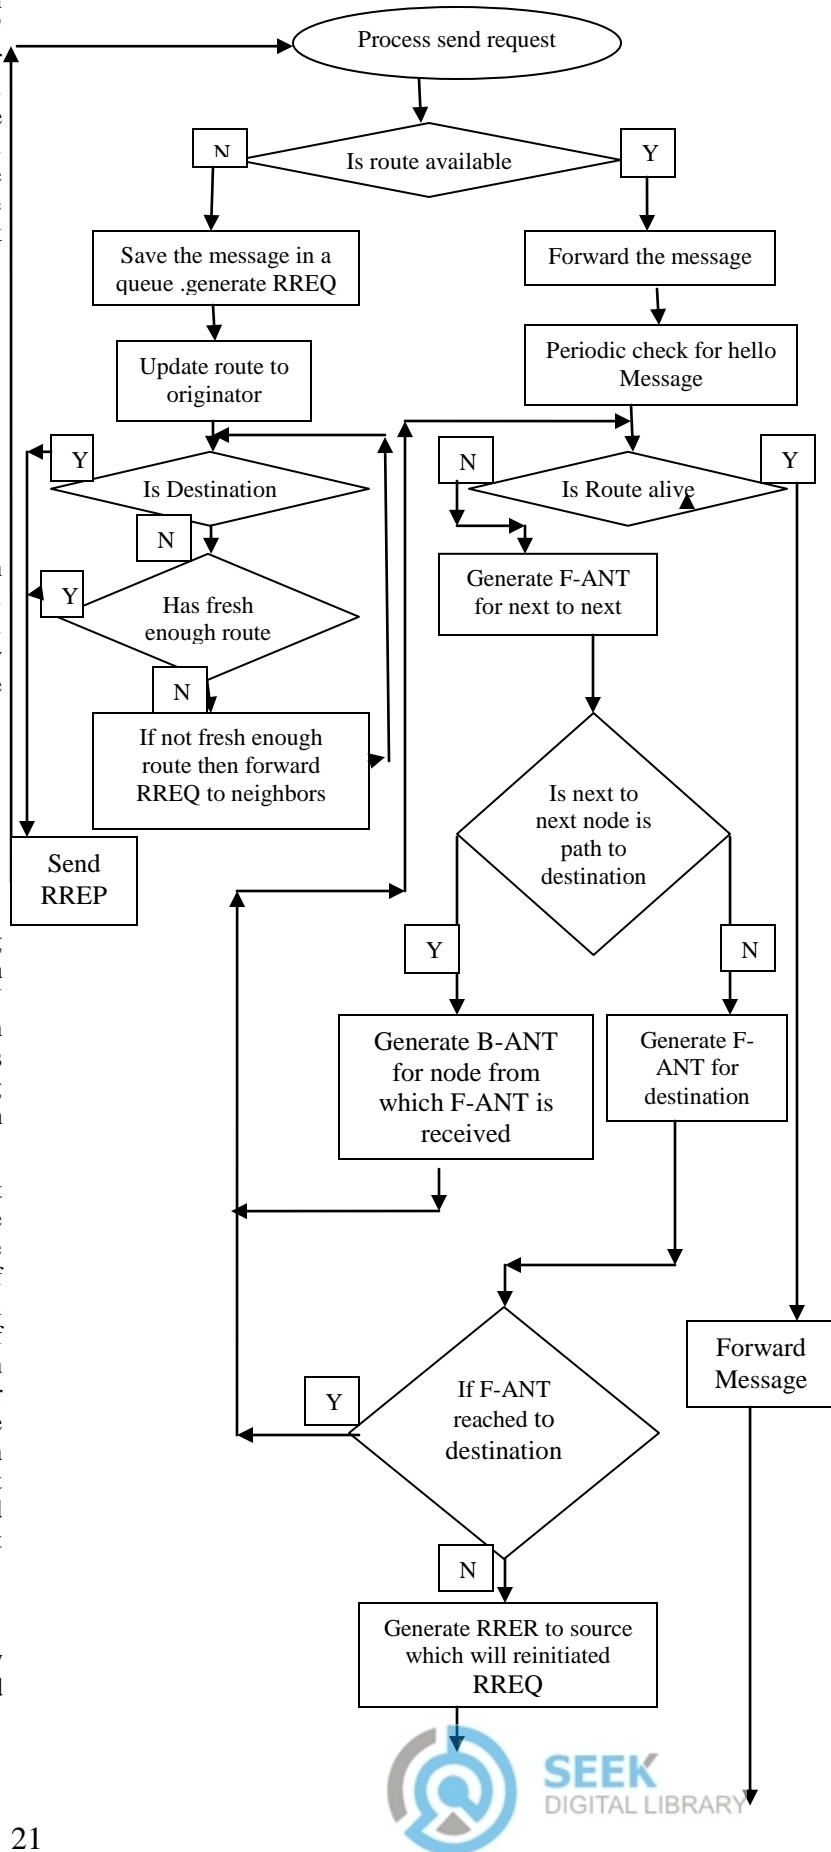 Process send request
N
Is route available
Y
Save the message in a
queue .generate RREQ
Forward the message
Update route to
originator
Periodic check for hello
Message
Y
Is Destination
N
N
Is Route alive
Y
Y
Has fresh
enough route
N
Generate F-ANT
for next to next
If not fresh enough
route then forward
RREQ to neighbors
Is next to
next node is
path to
destination
Send
RREP
Y
N
Generate B-ANT
for node from
which F-ANT is
received
Generate F-
ANT for
destination
Y
If F-ANT
reached to
destination
Forward
Message
N
Generate RRER to source
which will reinitiated
RREQ
SEEK
DIGITAL LIBRARY
21